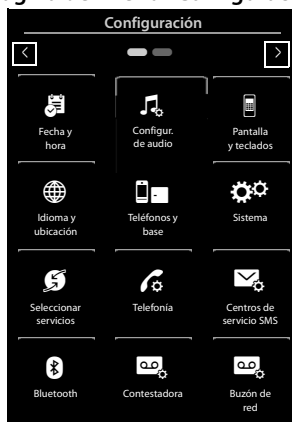 Configuración
Fecha y
hora
Configur.
de audio
Pantalla
y teclados
Idioma y
ubicación
Teléfonos y
base
Sistema
Seleccionar
servicios
Telefonía
Centros de
servicio SMS
Bluetooth
Contestadora
Buzón de
red